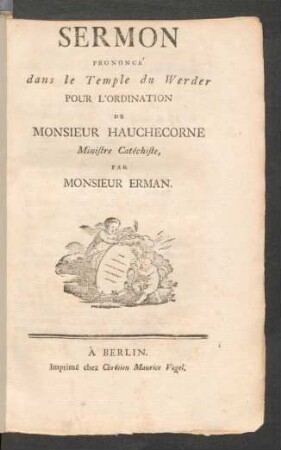 SERMON
PRONONCÉ
dans le Temple du Werder
POUR L'ORDINATION
DE
MONSIEUR HAUCHECORNE
Miniſtre Catéchiſte,
PAR
MONSIEUR ERMAN.
À BERLIN.
Imprimé chez Chrétien Maurice Vogel.